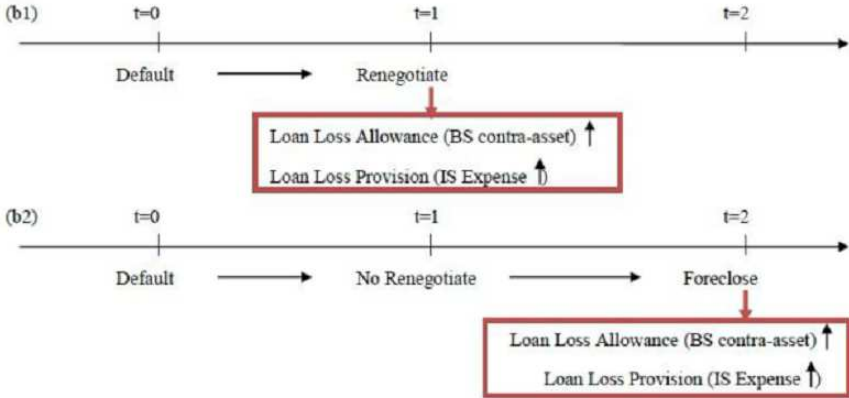 (b1) t=0 t=1 t=2
Default Renegotiate
Loan Loss Allowance (BS contra-asset)
Loan Loss Provision (IS Expense )
(b2) t=0 t=1 t=2
Default No Renegotiate Foreclose
Loan Loss Allowance (BS contra-asset)
Loan Loss Provision (IS Expense )